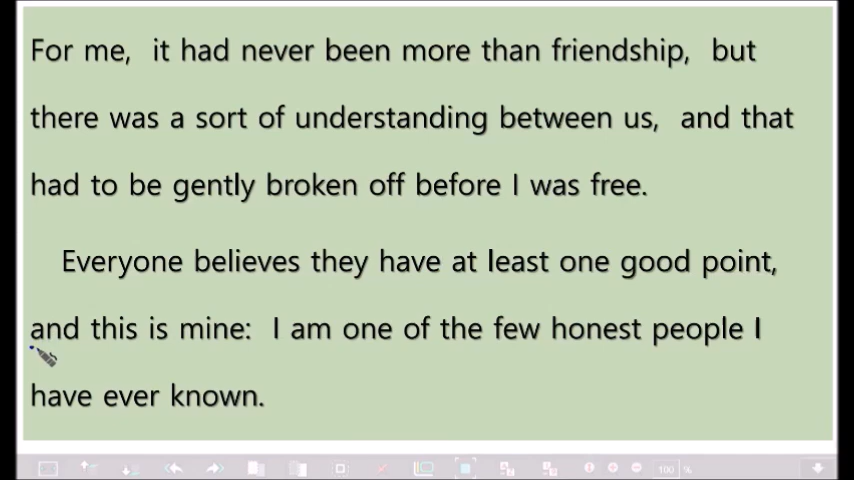 For me, it had never been more than friendship, but
there was a sort of understanding between us, and that
had to be gently broken off before I was free.
Everyone believes they have at least one good point,
and this is mine: I am one of the few honest people I
have ever known.
100 %